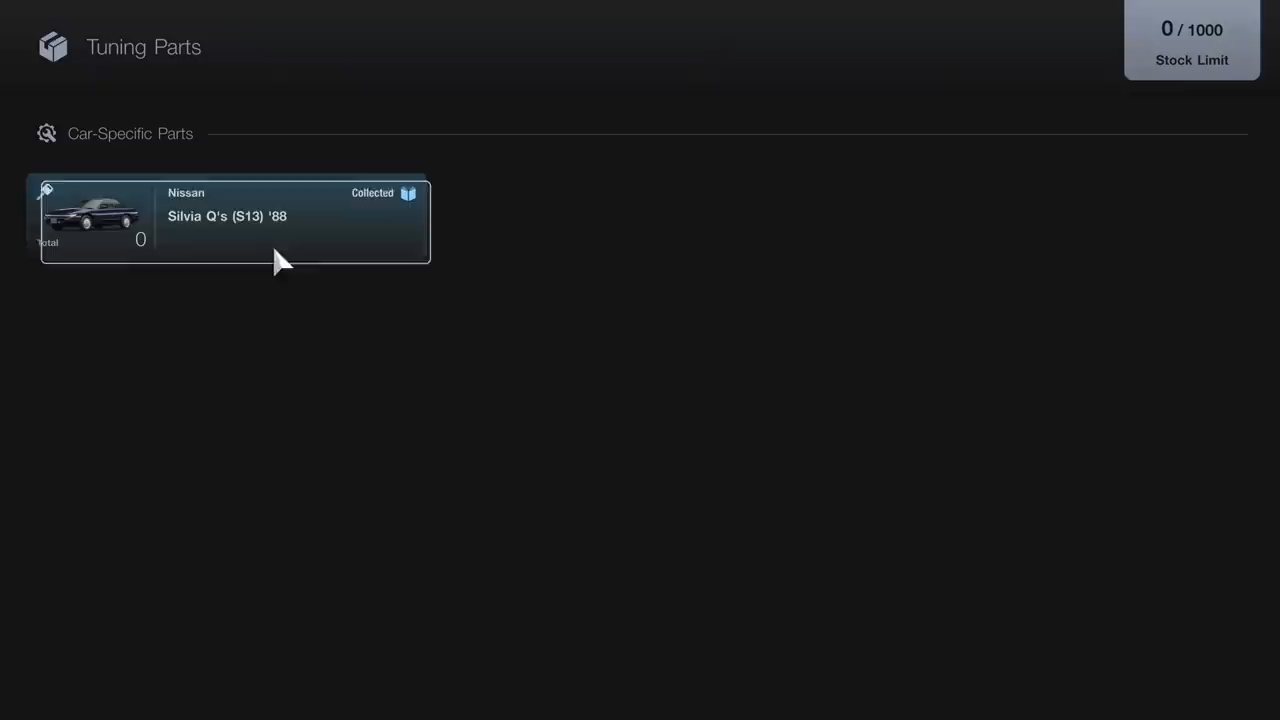 Tuning Parts
0 / 1000
Stock Limit
Car-Specific Parts
Nissan
Collected
Silvia Q's (S13) '88
Total
0